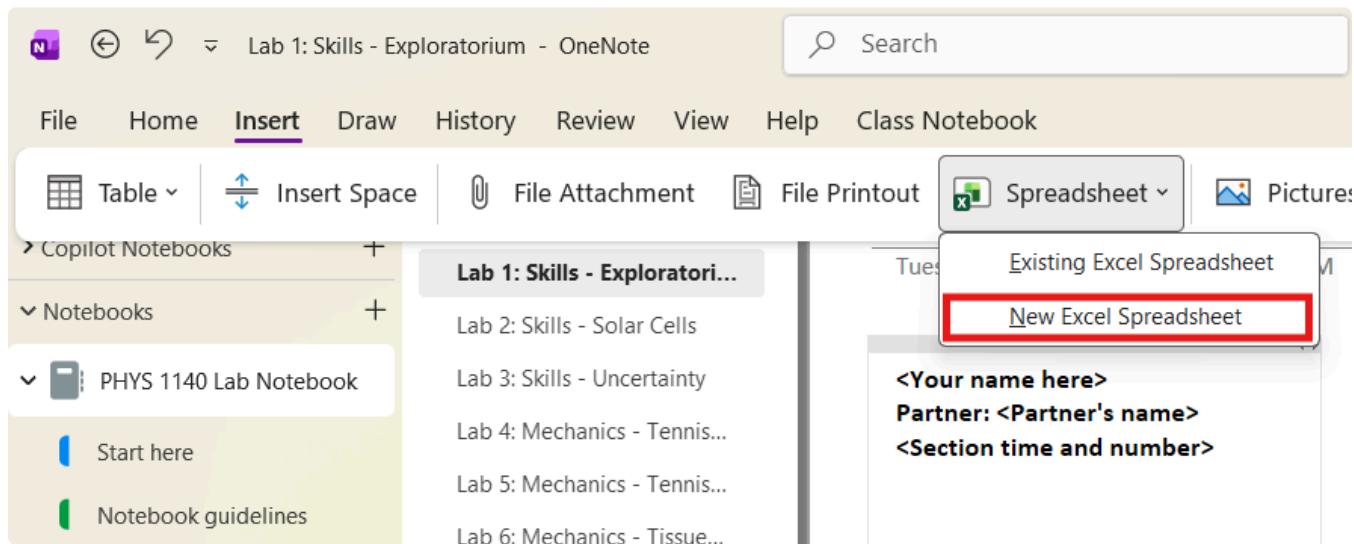 Lab 1: Skills - Exploratorium - OneNote
Search
File Home Insert Draw History Review View Help Class Notebook
Table Insert Space File Attachment File Printout Spreadsheet Pictures
Existing Excel Spreadsheet
New Excel Spreadsheet
Copilot Notebooks +
Notebooks +
PHYS 1140 Lab Notebook
Start here
Notebook guidelines
Lab 1: Skills - Exploratori...
Lab 2: Skills - Solar Cells
Lab 3: Skills - Uncertainty
Lab 4: Mechanics - Tennis...
Lab 5: Mechanics - Tennis...
Lab 6: Mechanics - Tissue...
Tues M
<Your name here>
Partner: <Partner's name>
<Section time and number>